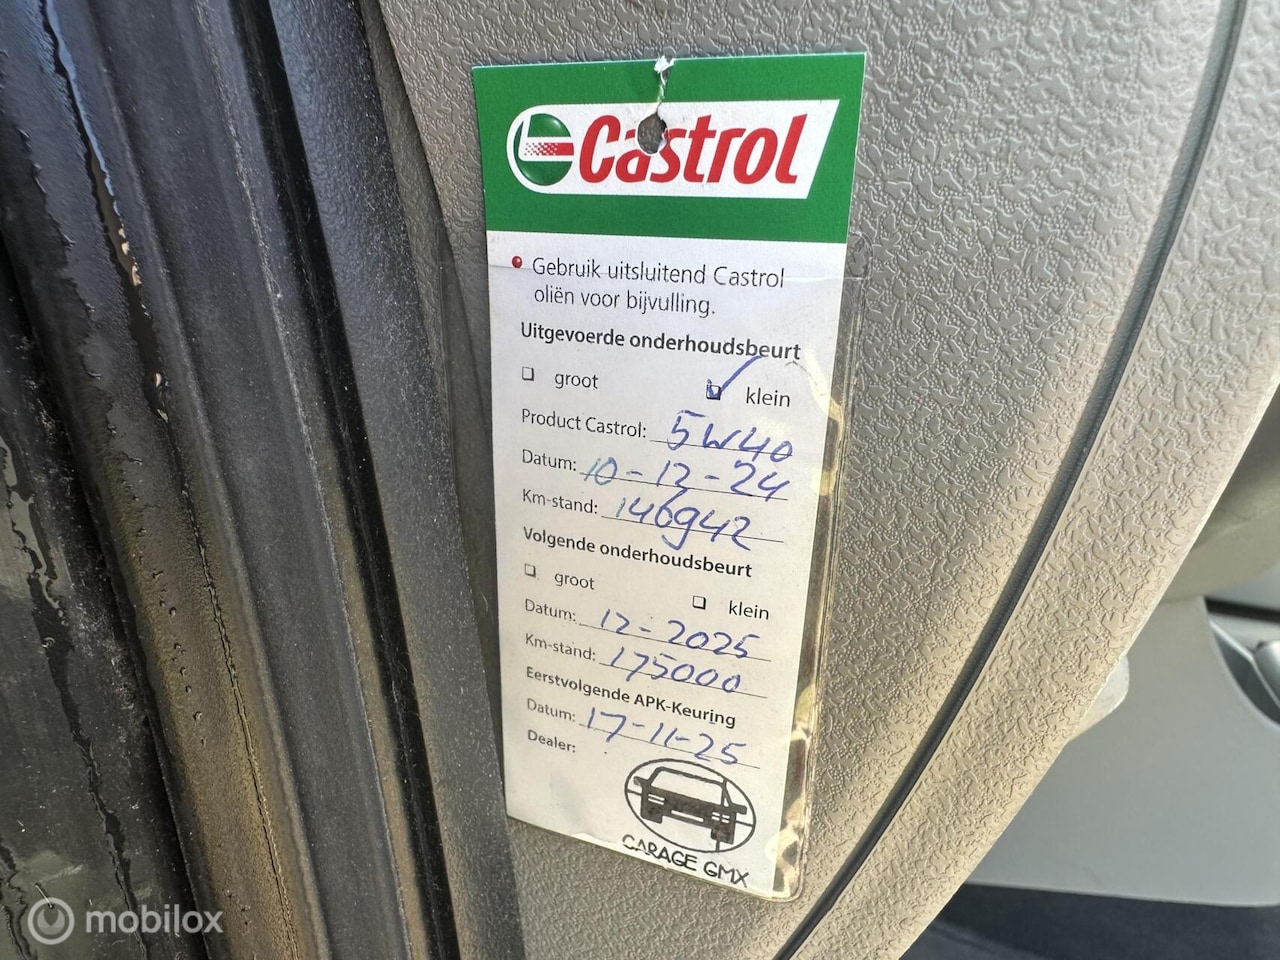 Castrol
Gebruik uitsluitend Castrol
oliën voor bijvulling.
Uitgevoerde onderhoudsbeurt
groot klein
Product Castrol: 5W40
Datum: 10-12-24
Km-stand: 146942
Volgende onderhoudsbeurt
groot klein
Datum: 12-2025
Km-stand: 175000
Eerstvolgende APK-Keuring
Datum: 17-11-25
Dealer:
GARAGE GMX
mobilox